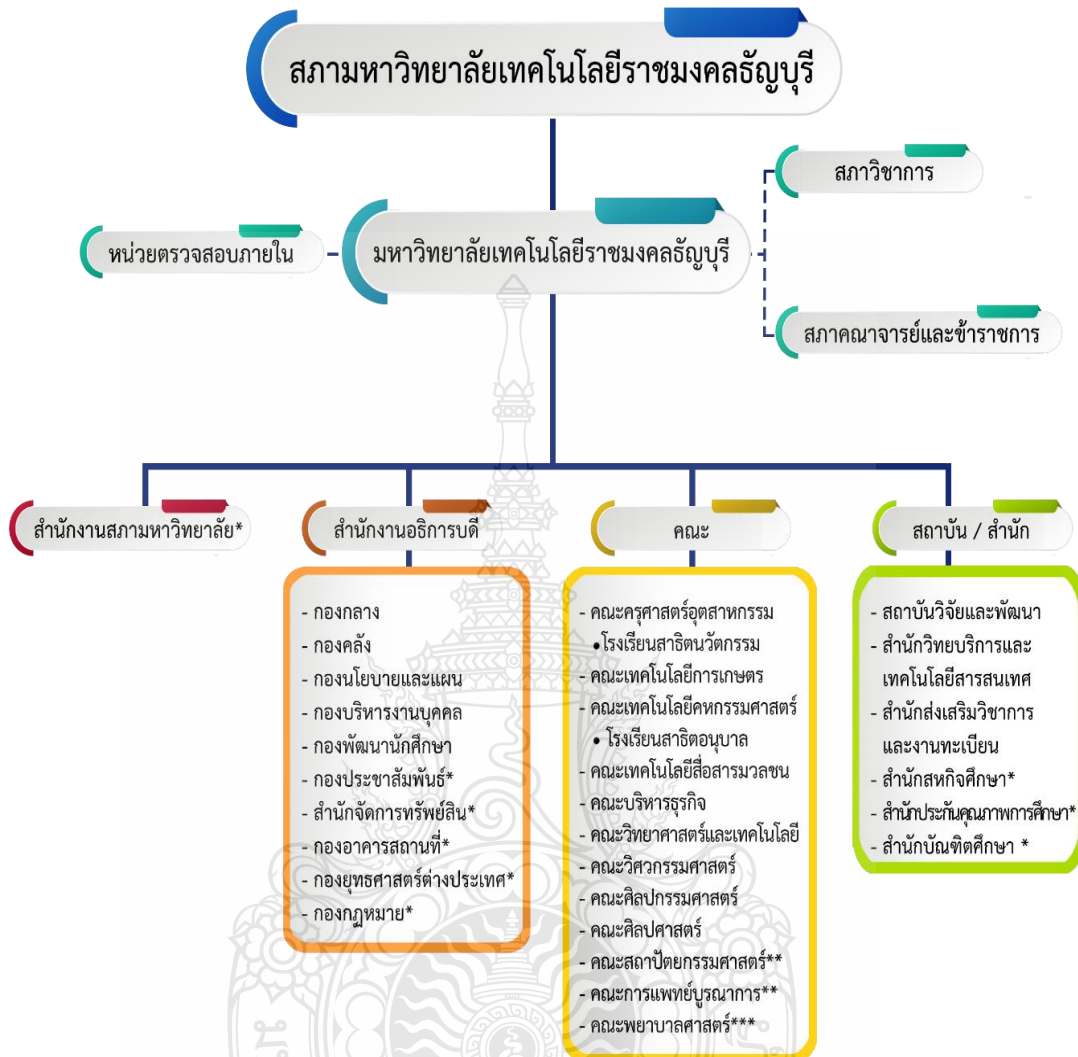 สภามหาวิทยาลัยเทคโนโลยีราชมงคลธัญบุรี
สภาวิชาการ
หน่วยตรวจสอบภายใน
มหาวิทยาลัยเทคโนโลยีราชมงคลธัญบุรี
สภาคณาจารย์และข้าราชการ
สำนักงานสภามหาวิทยาลัย*
สำนักงานอธิการบดี
- กองกลาง
- กองคลัง
- กองนโยบายและแผน
- กองบริหารงานบุคคล
- กองพัฒนานักศึกษา
- กองประชาสัมพันธ์*
- สำนักจัดการทรัพย์สิน*
- กองอาคารสถานที่*
- กองยุทธศาสตร์ต่างประเทศ*
- กองกฎหมาย*
คณะ
- คณะครุศาสตร์อุตสาหกรรม
•โรงเรียนสาธิตนวัตกรรม
- คณะเทคโนโลยีการเกษตร
- คณะเทคโนโลยีคหกรรมศาสตร์
• โรงเรียนสาธิตอนุบาล
- คณะเทคโนโลยีสื่อสารมวลชน
- คณะบริหารธุรกิจ
- คณะวิทยาศาสตร์และเทคโนโลยี
- คณะวิศวกรรมศาสตร์
- คณะศิลปกรรมศาสตร์
- คณะศิลปศาสตร์
- คณะสถาปัตยกรรมศาสตร์**
- คณะการแพทย์บูรณาการ**
- คณะพยาบาลศาสตร์***
สถาบัน / สำนัก
- สถาบันวิจัยและพัฒนา
- สำนักวิทยบริการและ
เทคโนโลยีสารสนเทศ
- สำนักส่งเสริมวิชาการ
และงานทะเบียน
- สำนักสหกิจศึกษา*
- สำนักประกันคุณภาพการศึกษา*
- สำนักบัณฑิตศึกษา *